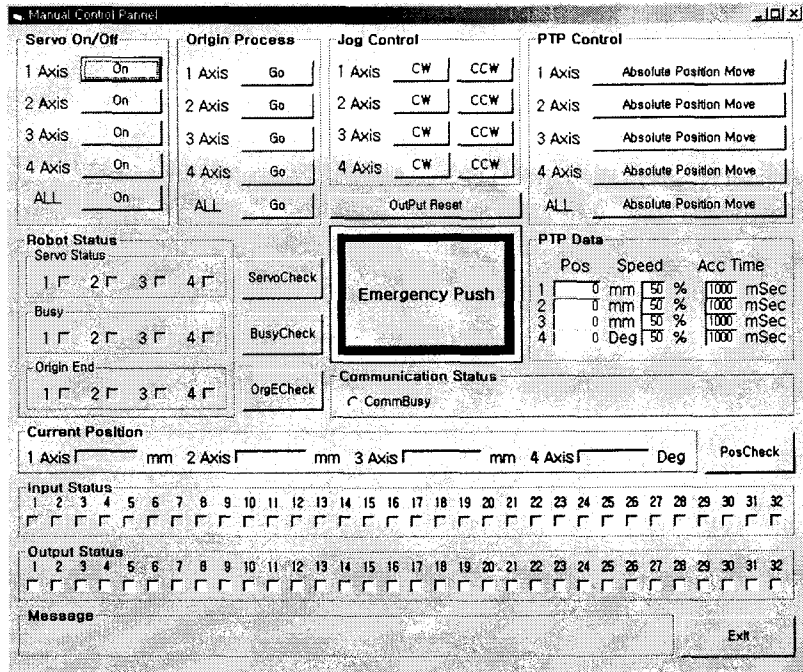 Manual Control Pannel
Servo On/Off
1 Axis On
2 Axis On
3 Axis On
4 Axis On
ALL On
Origin Process
1 Axis Go
2 Axis Go
3 Axis Go
4 Axis Go
ALL Go
Jog Control
1 Axis CW CCW
2 Axis CW CCW
3 Axis CW CCW
4 Axis CW CCW
OutPut Reset
PTP Control
1 Axis Absolute Position Move
2 Axis Absolute Position Move
3 Axis Absolute Position Move
4 Axis Absolute Position Move
ALL Absolute Position Move
Robot Status
Servo Status
1 2 3 4
ServoCheck
Busy
1 2 3 4
BusyCheck
Origin End
1 2 3 4
OrgECheck
Emergency Push
PTP Data
Pos Speed Acc Time
1 0 mm 50 % 1000 mSec
2 0 mm 50 % 1000 mSec
3 0 mm 50 % 1000 mSec
4 0 Deg 50 % 1000 mSec
Communication Status
CommBusy
Current Position
1 Axis mm 2 Axis mm 3 Axis mm 4 Axis Deg
PosCheck
Input Status
1 2 3 4 5 6 7 8 9 10 11 12 13 14 15 16 17 18 19 20 21 22 23 24 25 26 27 28 29 30 31 32
Output Status
1 2 3 4 5 6 7 8 9 10 11 12 13 14 15 16 17 18 19 20 21 22 23 24 25 26 27 28 29 30 31 32
Message
Exit